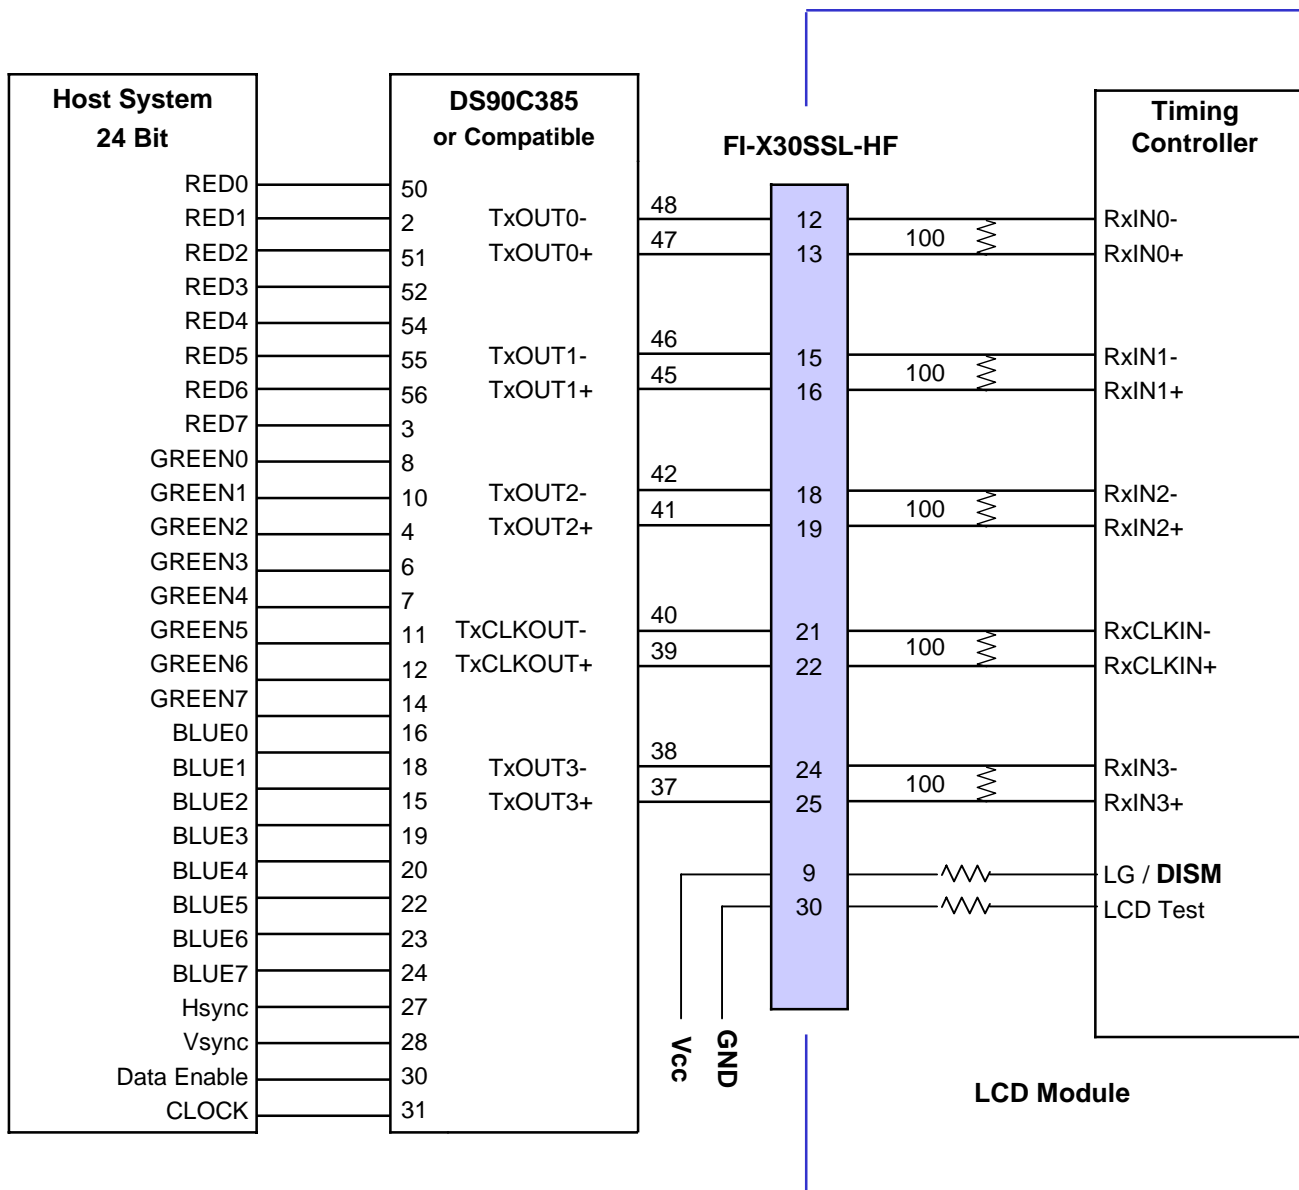 Host System
24 Bit
RED0
RED1
RED2
RED3
RED4
RED5
RED6
RED7
GREEN0
GREEN1
GREEN2
GREEN3
GREEN4
GREEN5
GREEN6
GREEN7
BLUE0
BLUE1
BLUE2
BLUE3
BLUE4
BLUE5
BLUE6
BLUE7
Hsync
Vsync
Data Enable
CLOCK
DS90C385
or Compatible
50
2
51
52
54
55
56
3
8
10
4
6
7
11
12
14
16
18
15
19
20
22
23
24
27
28
30
31
TxOUT0-
TxOUT0+
TxOUT1-
TxOUT1+
TxOUT2-
TxOUT2+
TxCLKOUT-
TxCLKOUT+
TxOUT3-
TxOUT3+
48
47
46
45
42
41
40
39
38
37
Vcc
GND
FI-X30SSL-HF
12
13
15
16
18
19
21
22
24
25
9
30
100
100
100
100
100
Timing
Controller
RxIN0-
RxIN0+
RxIN1-
RxIN1+
RxIN2-
RxIN2+
RxCLKIN-
RxCLKIN+
RxIN3-
RxIN3+
LG / DISM
LCD Test
LCD Module